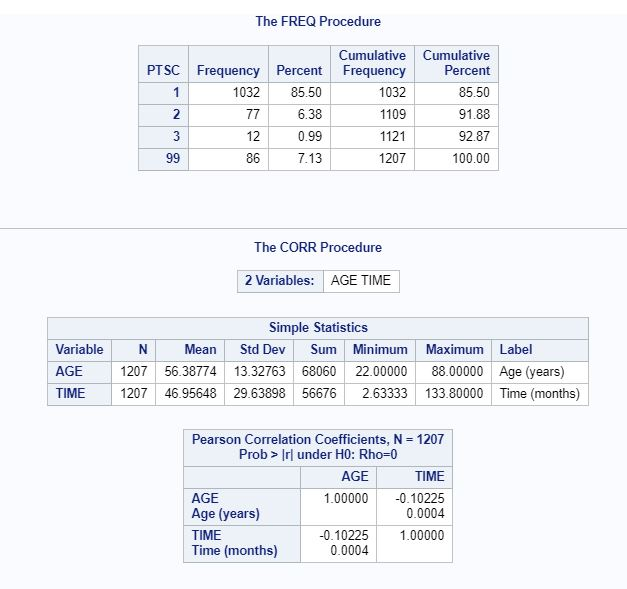 The FREQ Procedure
PTSC Frequency Percent Cumulative Frequency Cumulative Percent
1 1032 85.50 1032 85.50
2 77 6.38 1109 91.88
3 12 0.99 1121 92.87
99 86 7.13 1207 100.00
The CORR Procedure
2 Variables: AGE TIME
Simple Statistics
Variable N Mean Std Dev Sum Minimum Maximum Label
AGE 1207 56.38774 13.32763 68060 22.00000 88.00000 Age (years)
TIME 1207 46.95648 29.63898 56676 2.63333 133.80000 Time (months)
Pearson Correlation Coefficients, N = 1207
Prob > |r| under H0: Rho=0
AGE TIME
AGE 1.00000 -0.10225
Age (years) 0.0004
TIME -0.10225 1.00000
Time (months) 0.0004